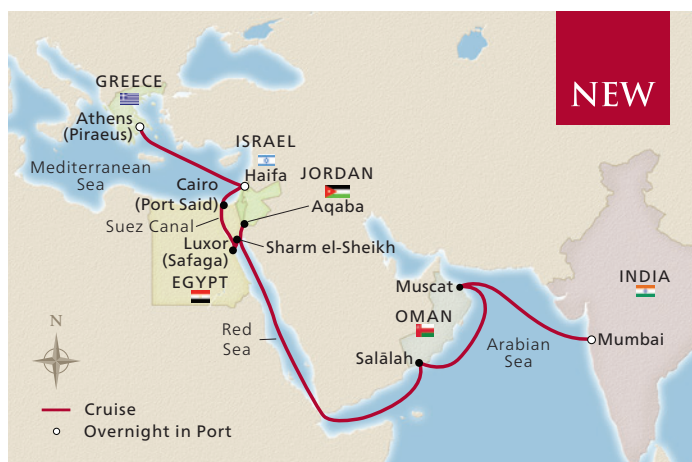 NEW
GREECE
Athens
(Piraeus)
Mediterranean
Sea
ISRAEL
Haifa
JORDAN
Aqaba
Cairo
(Port Said)
Suez Canal
Luxor
(Safaga)
Sharm el-Sheikh
EGYPT
Red
Sea
Muscat
OMAN
Salālah
Arabian
Sea
INDIA
Mumbai
N
Cruise
Overnight in Port